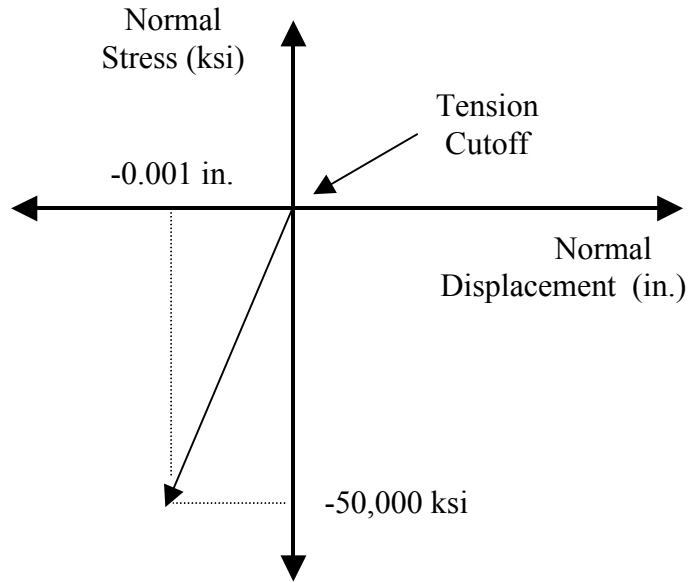 Normal
Stress (ksi)
Tension
Cutoff
-0.001 in.
Normal
Displacement (in.)
-50,000 ksi